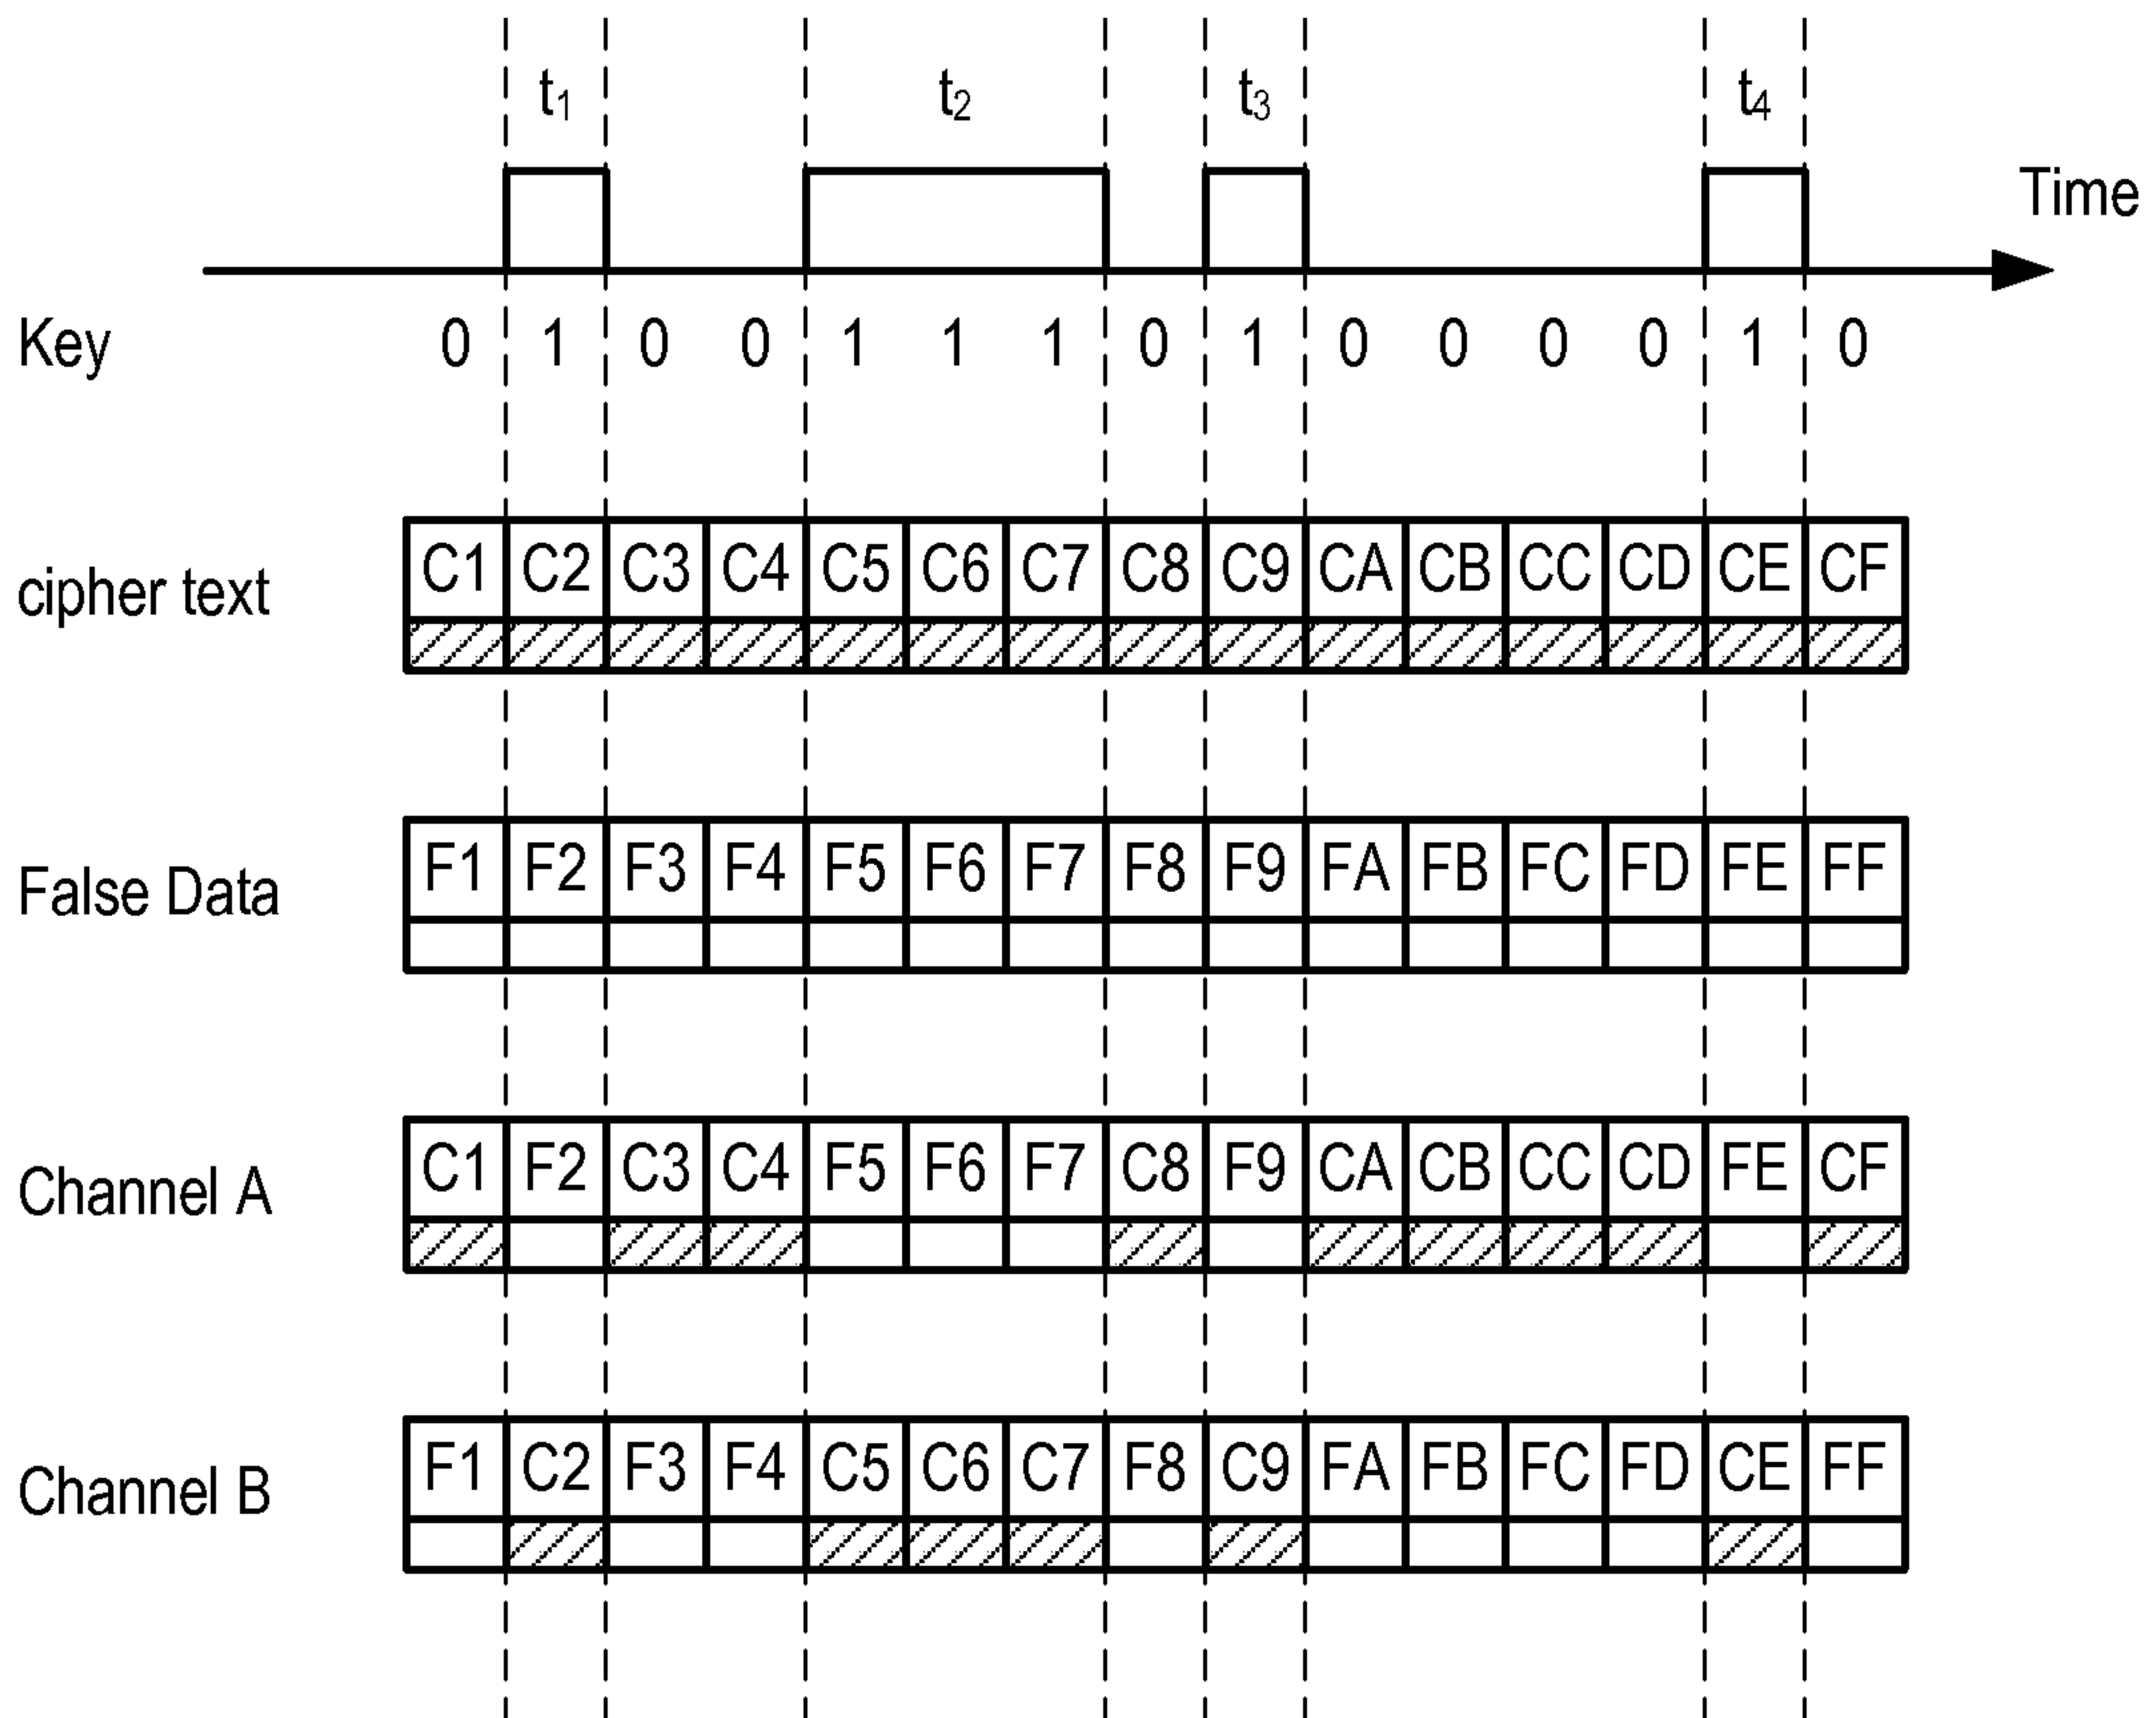 t1 t2 t3 t4
Time
Key 0 1 0 0 1 1 1 0 1 0 0 0 0 1 0
cipher text C1 C2 C3 C4 C5 C6 C7 C8 C9 CA CB CC CD CE CF
False Data F1 F2 F3 F4 F5 F6 F7 F8 F9 FA FB FC FD FE FF
Channel A C1 F2 C3 C4 F5 F6 F7 C8 F9 CA CB CC CD FE CF
Channel B F1 C2 F3 F4 C5 C6 C7 F8 C9 FA FB FC FD CE FF